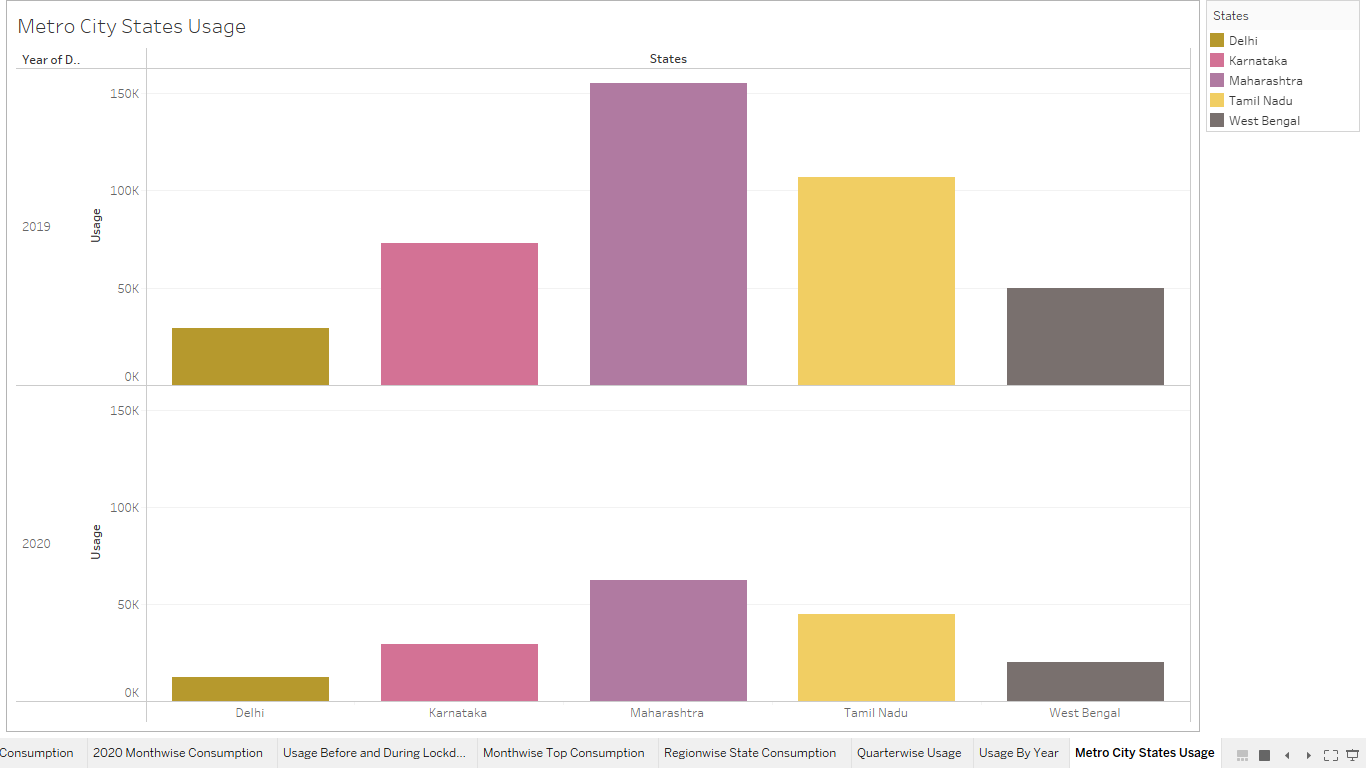 Metro City States Usage
Year of D..
States
150K
100K
50K
0K
2019
Usage
150K
100K
50K
0K
2020
Usage
Delhi
Karnataka
Maharashtra
Tamil Nadu
West Bengal
States
Delhi
Karnataka
Maharashtra
Tamil Nadu
West Bengal
Consumption
2020 Monthwise Consumption
Usage Before and During Lockd...
Monthwise Top Consumption
Regionwise State Consumption
Quarterwise Usage
Usage By Year
Metro City States Usage